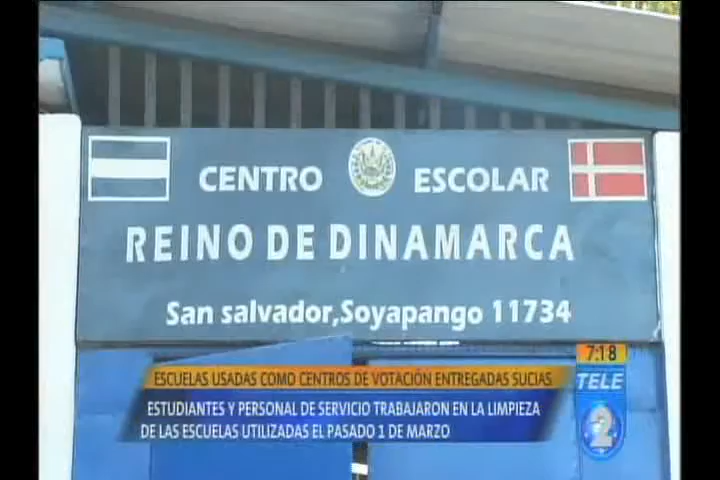 CENTRO ESCOLAR
REINO DE DINAMARCA
San salvador,Soyapango 11734
7:18
ESCUELAS USADAS COMO CENTROS DE VOTACIÓN ENTREGADAS SUCIAS
TELE
2
ESTUDIANTES Y PERSONAL DE SERVICIO TRABAJARON EN LA LIMPIEZA
DE LAS ESCUELAS UTILIZADAS EL PASADO 1 DE MARZO